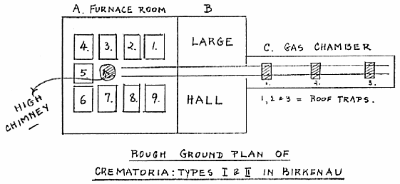 A. FURNACE ROOM
B
4. 3. 2. 1.
LARGE
C. GAS CHAMBER
5
1. 2. 3.
6 7. 8. 9.
HALL
1, 2 & 3 = ROOF TRAPS.
HIGH
CHIMNEY
ROUGH GROUND PLAN OF
CREMATORIA: TYPES I & II IN BIRKENAU